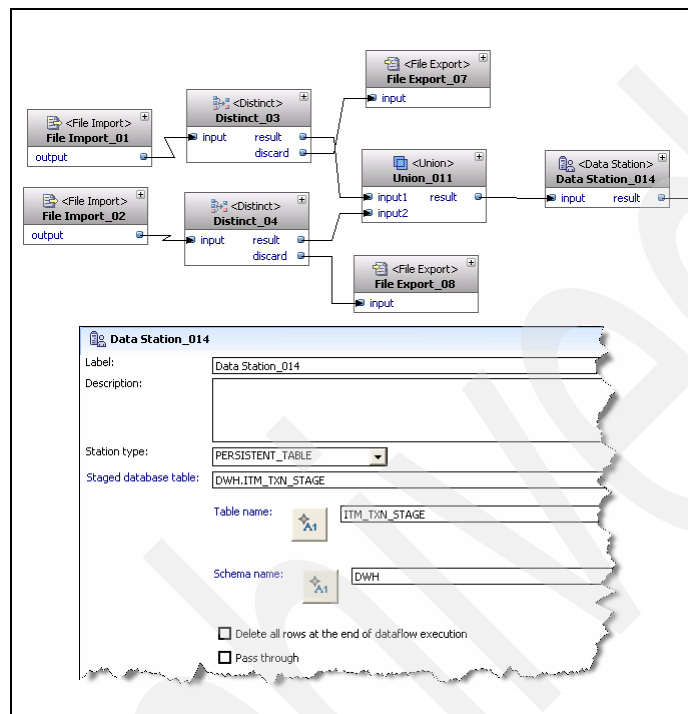 <File Export>
File Export_07
input
<Distinct>
Distinct_03
input result
discard
<File Import>
File Import_01
output
<Union>
Union_011
input1 result
input2
<Data Station>
Data Station_014
input result
<File Import>
File Import_02
output
<Distinct>
Distinct_04
input result
discard
<File Export>
File Export_08
input
Data Station_014
Label: Data Station_014
Description:
Station type: PERSISTENT_TABLE
Staged database table: DWH.ITM_TXN_STAGE
Table name: A1 ITM_TXN_STAGE
Schema name: A1 DWH
Delete all rows at the end of dataflow execution
Pass through